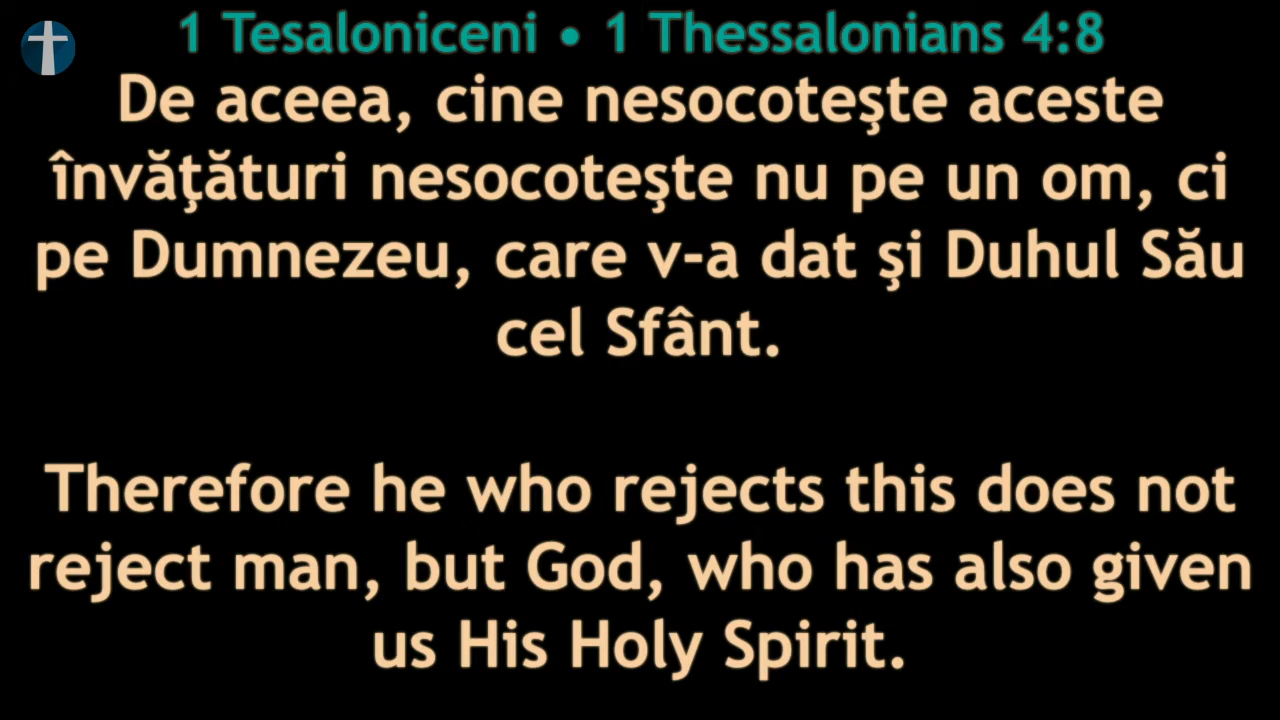 1 Tesaloniceni • 1 Thessalonians 4:8
De aceea, cine nesocoteşte aceste
învăţături nesocoteşte nu pe un om, ci
pe Dumnezeu, care v-a dat şi Duhul Său
cel Sfânt.
Therefore he who rejects this does not
reject man, but God, who has also given
us His Holy Spirit.